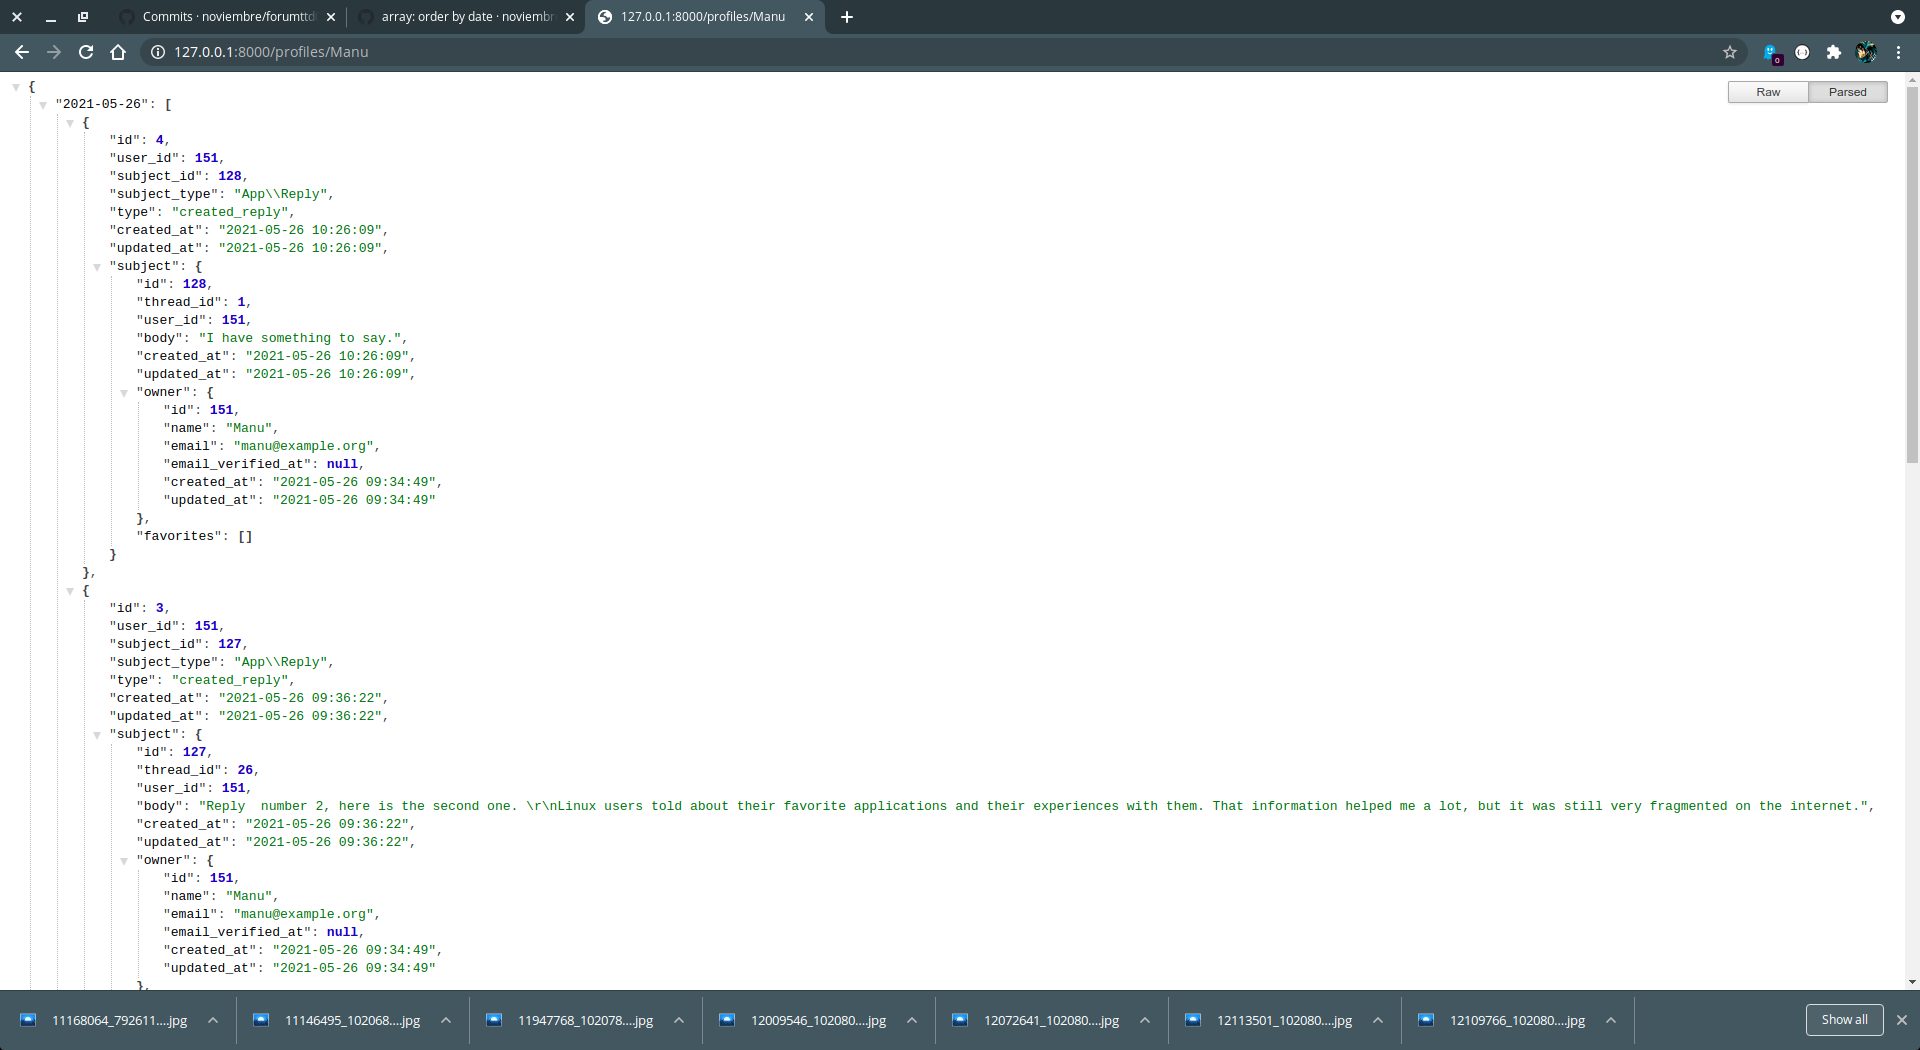 Commits · noviembre/forumttd
array: order by date · noviembre
127.0.0.1:8000/profiles/Manu
127.0.0.1:8000/profiles/Manu
0
Raw
Parsed
{
"2021-05-26": [
{
"id": 4,
"user_id": 151,
"subject_id": 128,
"subject_type": "App\\Reply",
"type": "created_reply",
"created_at": "2021-05-26 10:26:09",
"updated_at": "2021-05-26 10:26:09",
"subject": {
"id": 128,
"thread_id": 1,
"user_id": 151,
"body": "I have something to say.",
"created_at": "2021-05-26 10:26:09",
"updated_at": "2021-05-26 10:26:09",
"owner": {
"id": 151,
"name": "Manu",
"email": "manu@example.org",
"email_verified_at": null,
"created_at": "2021-05-26 09:34:49",
"updated_at": "2021-05-26 09:34:49"
},
"favorites": []
}
},
{
"id": 3,
"user_id": 151,
"subject_id": 127,
"subject_type": "App\\Reply",
"type": "created_reply",
"created_at": "2021-05-26 09:36:22",
"updated_at": "2021-05-26 09:36:22",
"subject": {
"id": 127,
"thread_id": 26,
"user_id": 151,
"body": "Reply  number 2, here is the second one. \r\nLinux users told about their favorite applications and their experiences with them. That information helped me a lot, but it was still very fragmented on the internet.",
"created_at": "2021-05-26 09:36:22",
"updated_at": "2021-05-26 09:36:22",
"owner": {
"id": 151,
"name": "Manu",
"email": "manu@example.org",
"email_verified_at": null,
"created_at": "2021-05-26 09:34:49",
"updated_at": "2021-05-26 09:34:49"
},
11168064_792611....jpg
11146495_102068....jpg
11947768_102078....jpg
12009546_102080....jpg
12072641_102080....jpg
12113501_102080....jpg
12109766_102080....jpg
Show all